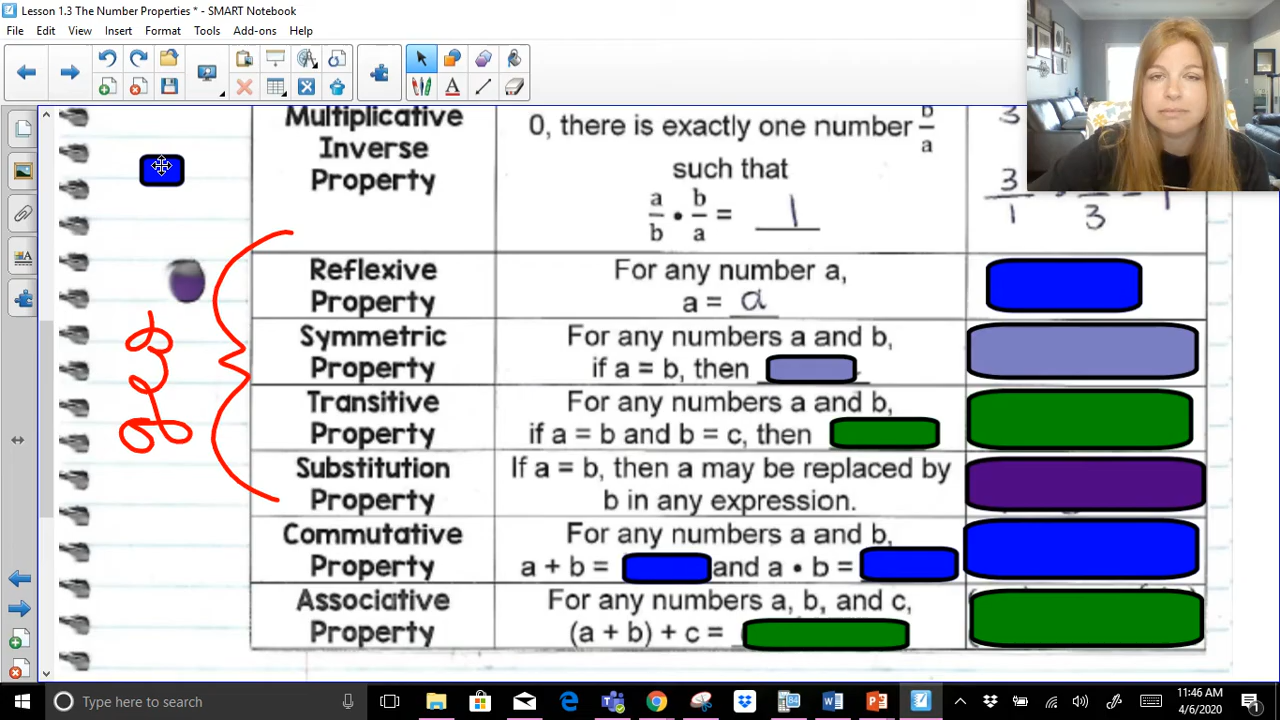 Lesson 1.3 The Number Properties * - SMART Notebook
File Edit View Insert Format Tools Add-ons Help
Multiplicative
Inverse
Property
0, there is exactly one number b/a
such that
a/b • b/a = 1
3
3/1 · /3 = 1
Reflexive
Property
For any number a,
a = a
Symmetric
Property
For any numbers a and b,
if a = b, then
Transitive
Property
For any numbers a and b,
if a = b and b = c, then
Substitution
Property
If a = b, then a may be replaced by
b in any expression.
Commutative
Property
For any numbers a and b,
a + b = and a • b =
Associative
Property
For any numbers a, b, and c,
(a + b) + c =
Type here to search
11:46 AM
4/6/2020